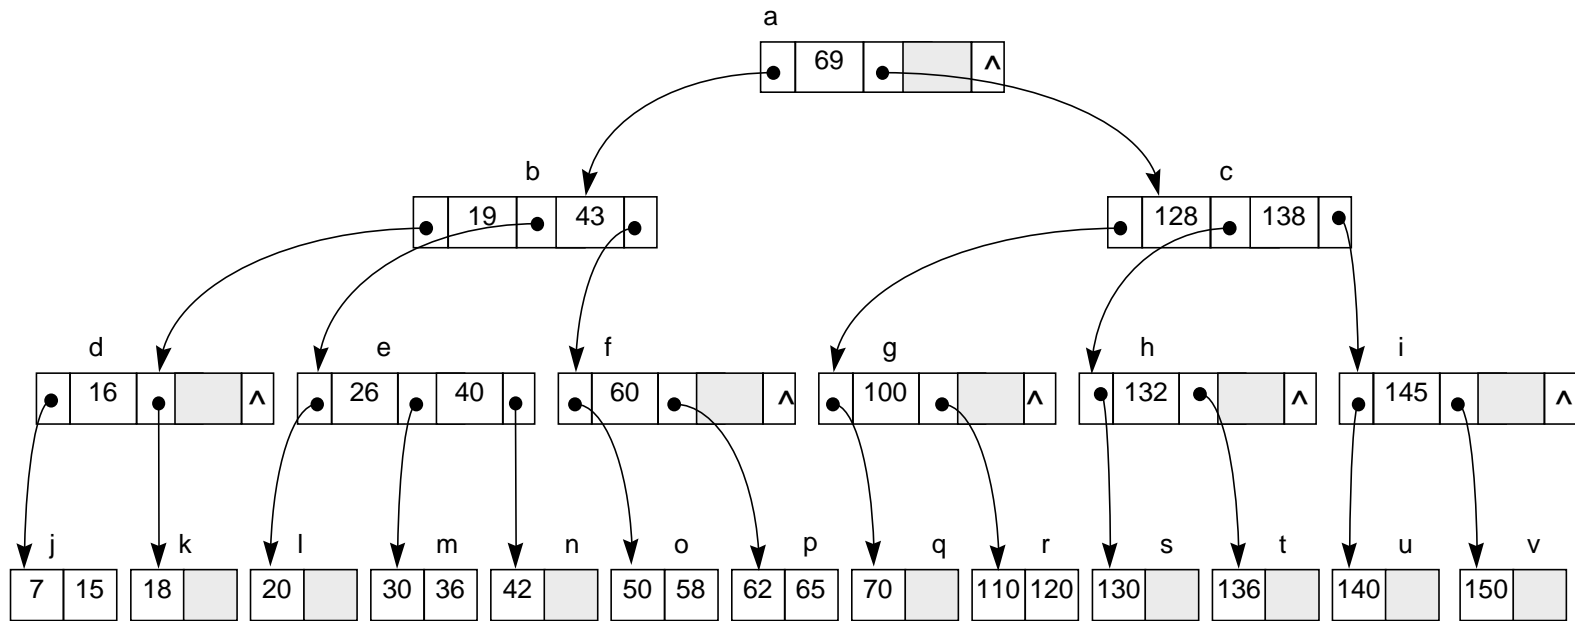 a
69 ^
b c
19 43 128 138
d e f g h i
16 ^ 26 40 60 ^ 100 ^ 132 ^ 145 ^
j k l m n o p q r s t u v
7 15 18 20 30 36 42 50 58 62 65 70 110 120 130 136 140 150